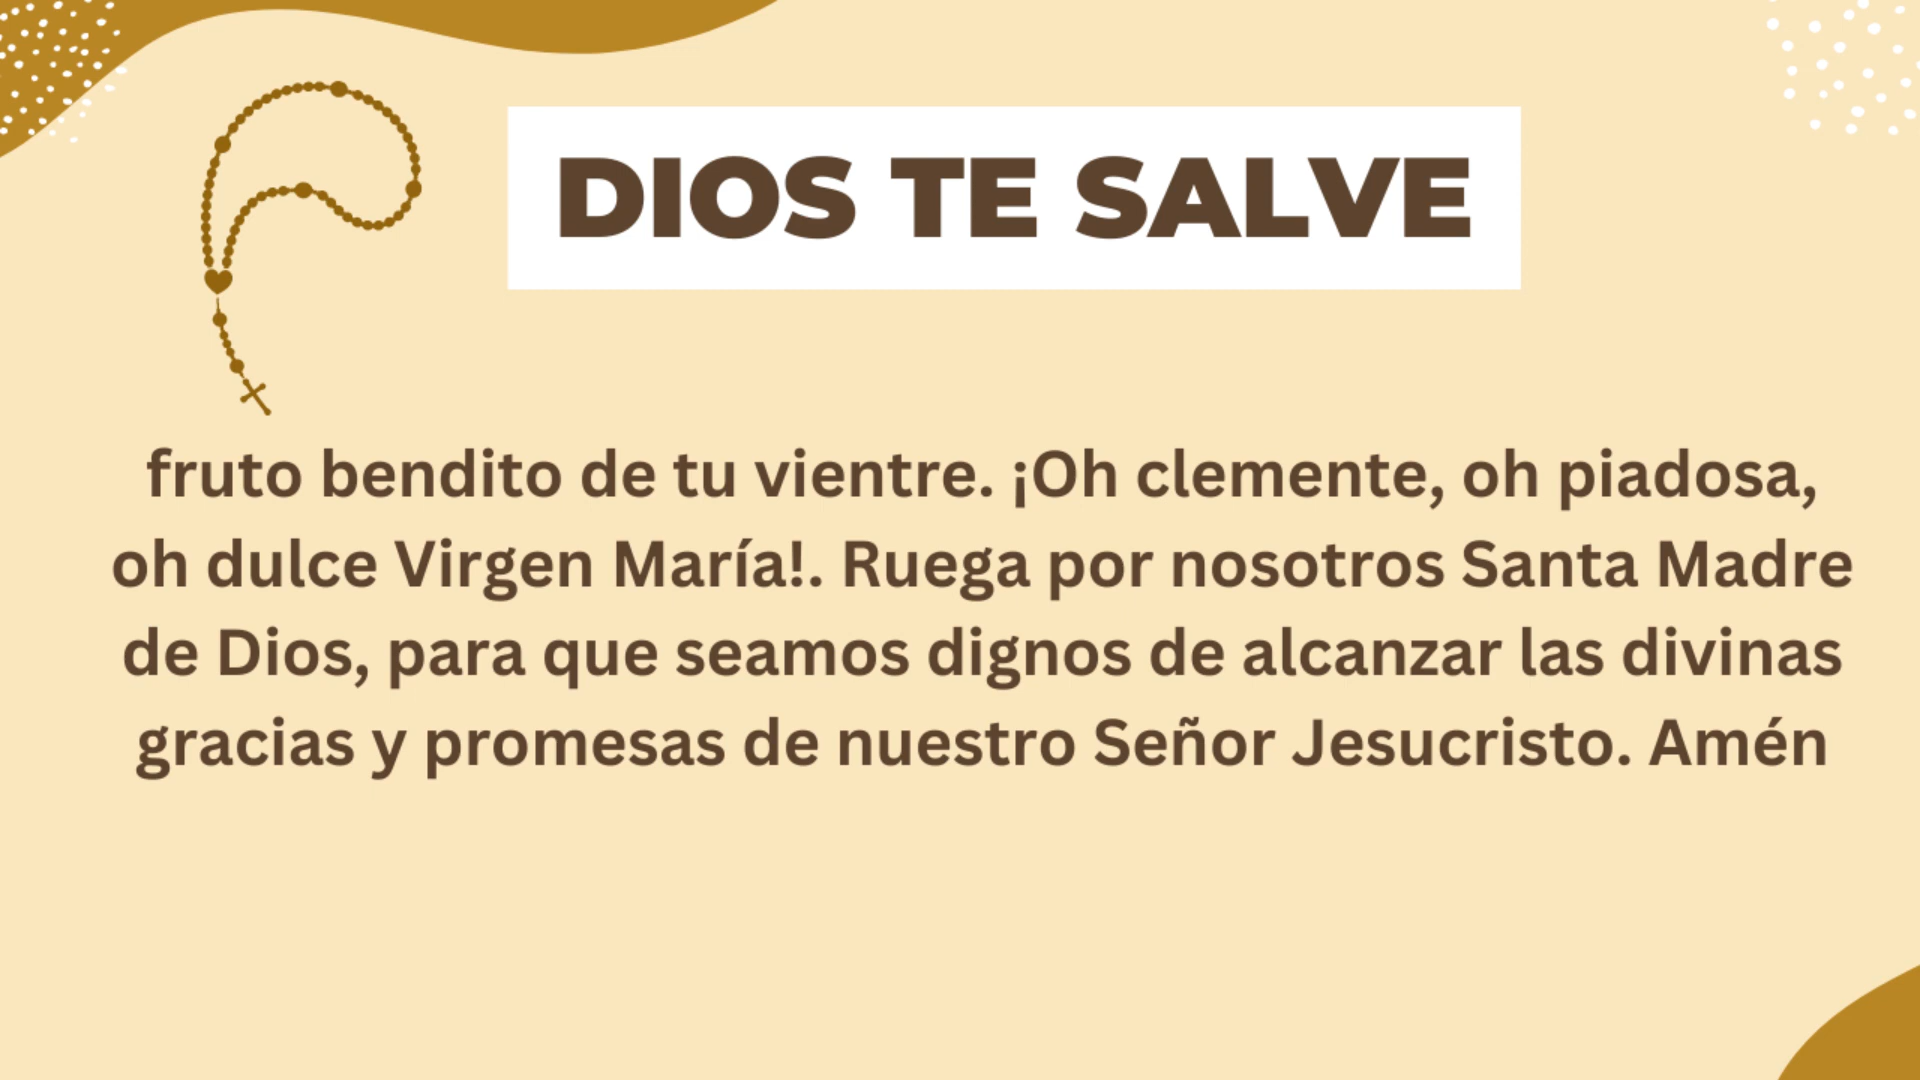 DIOS TE SALVE
fruto bendito de tu vientre. ¡Oh clemente, oh piadosa,
oh dulce Virgen María!. Ruega por nosotros Santa Madre
de Dios, para que seamos dignos de alcanzar las divinas
gracias y promesas de nuestro Señor Jesucristo. Amén